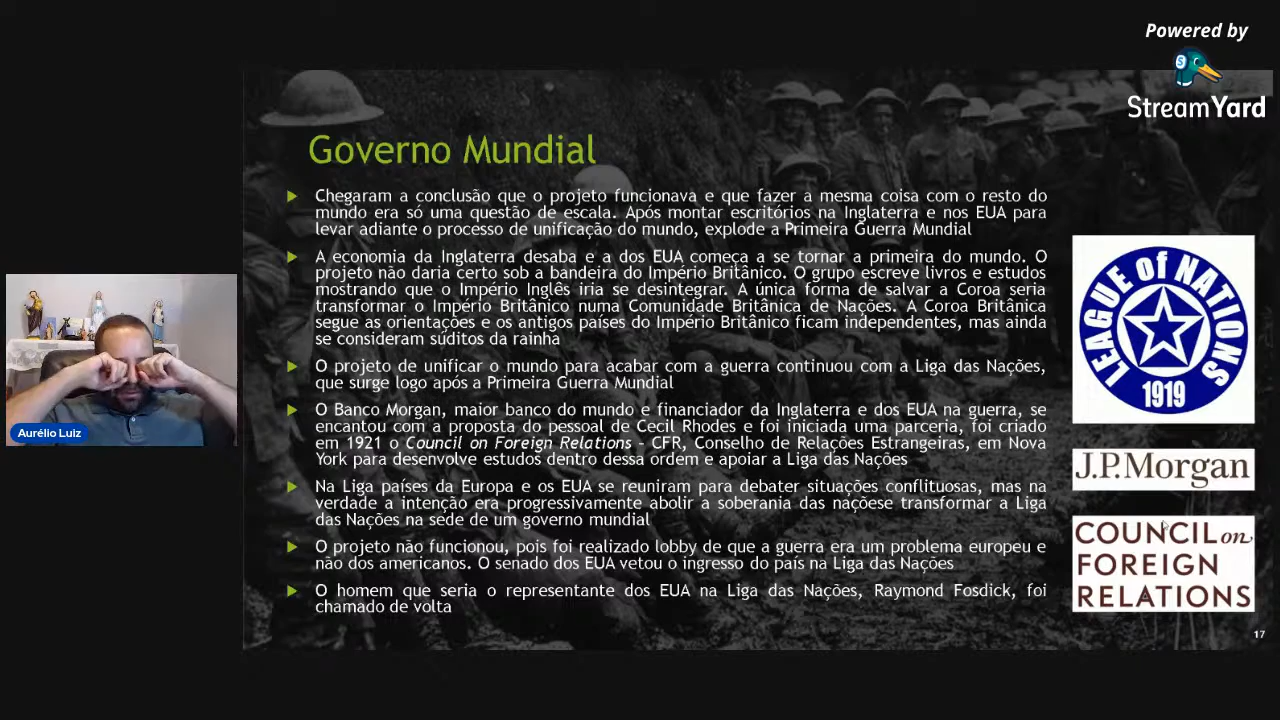 Powered by
StreamYard
Governo Mundial
Chegaram a conclusão que o projeto funcionava e que fazer a mesma coisa com o resto do
mundo era só uma questão de escala. Após montar escritórios na Inglaterra e nos EUA para
levar adiante o processo de unificação do mundo, explode a Primeira Guerra Mundial
A economia da Inglaterra desaba e a dos EUA começa a se tornar a primeira do mundo. O
projeto não daria certo sob a bandeira do Império Britânico. O grupo escreve livros e estudos
mostrando que o Império Inglês iria se desintegrar. A única forma de salvar a Coroa seria
transformar o Império Britânico numa Comunidade Britânica de Nações. A Coroa Britânica
segue as orientações e os antigos países do Império Britânico ficam independentes, mas ainda
se consideram súditos da rainha
O projeto de unificar o mundo para acabar com a guerra continuou com a Liga das Nações,
que surge logo após a Primeira Guerra Mundial
O Banco Morgan, maior banco do mundo e financiador da Inglaterra e dos EUA na guerra, se
encantou com a proposta do pessoal de Cecil Rhodes e foi iniciada uma parceria, foi criado
em 1921 o Council on Foreign Relations – CFR, Conselho de Relações Estrangeiras, em Nova
York para desenvolve estudos dentro dessa ordem e apoiar a Liga das Nações
Na Liga países da Europa e os EUA se reuniram para debater situações conflituosas, mas na
verdade a intenção era progressivamente abolir a soberania das naçõese transformar a Liga
das Nações na sede de um governo mundial
O projeto não funcionou, pois foi realizado lobby de que a guerra era um problema europeu e
não dos americanos. O senado dos EUA vetou o ingresso do país na Liga das Nações
O homem que seria o representante dos EUA na Liga das Nações, Raymond Fosdick, foi
chamado de volta
LEAGUE of NATIONS
1919
J.P.Morgan
COUNCIL on
FOREIGN
RELATIONS
17
Aurélio Luiz